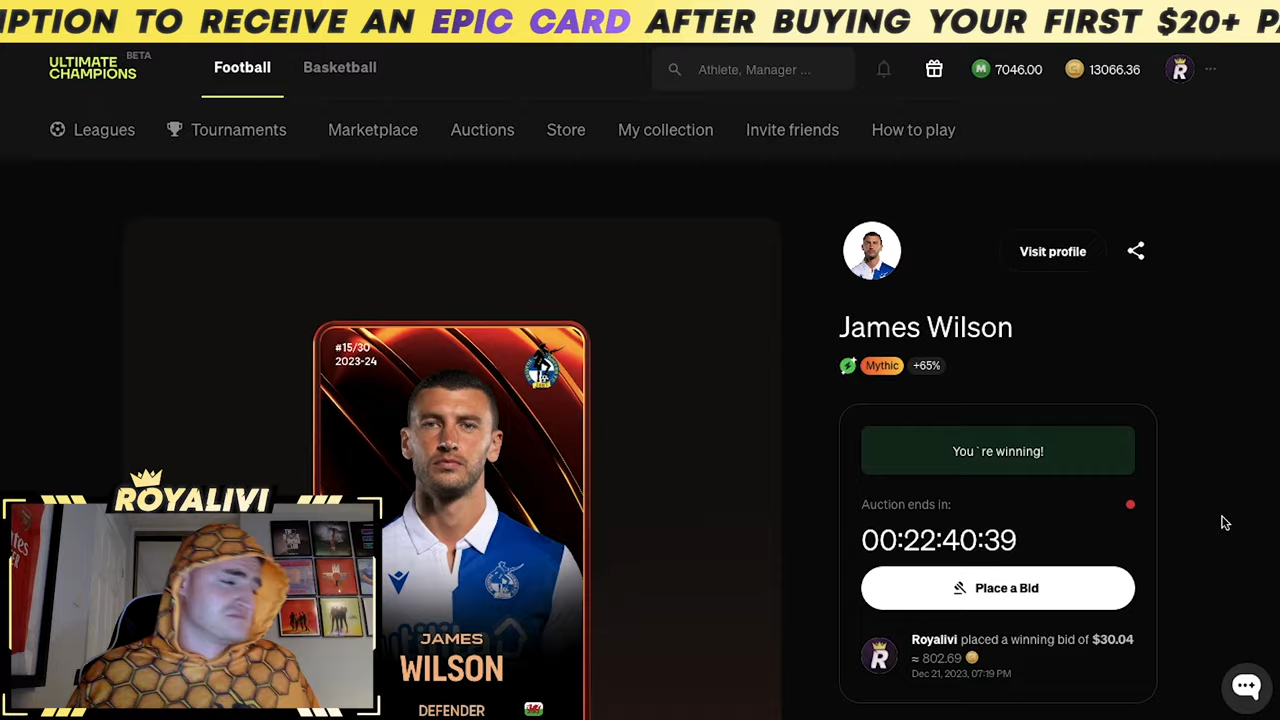 IPTION TO RECEIVE AN EPIC CARD AFTER BUYING YOUR FIRST $20+ PA
ULTIMATE
CHAMPIONS
BETA
Football
Basketball
Athlete, Manager ...
M
7046.00
13066.36
R
Leagues
Tournaments
Marketplace
Auctions
Store
My collection
Invite friends
How to play
Visit profile
James Wilson
Mythic
+65%
#15/30
2023-24
You`re winning!
Auction ends in:
00:22:40:39
Place a Bid
R
Royalivi placed a winning bid of $30.04
≈ 802.69
Dec 21, 2023, 07:19 PM
JAMES
WILSON
DEFENDER
ROYALIVI